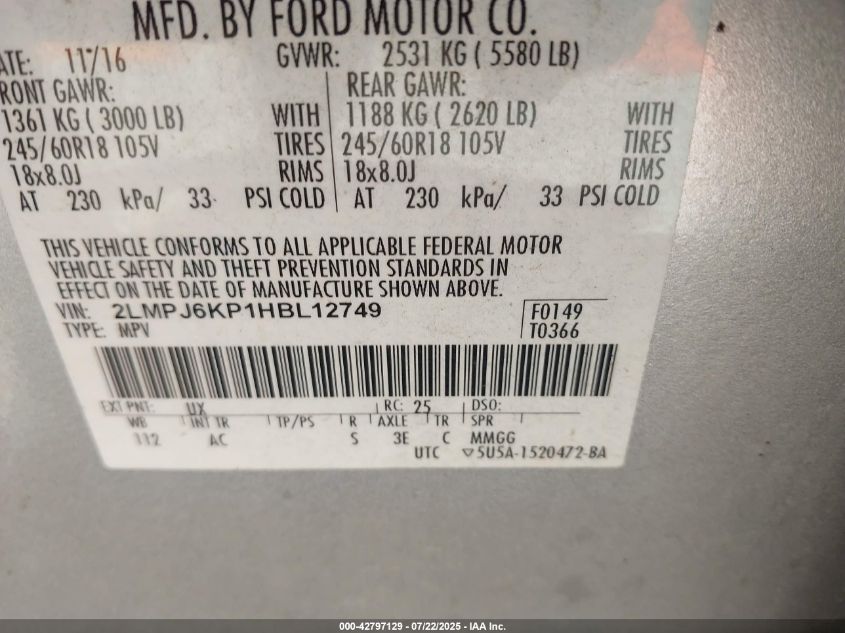 MFD. BY FORD MOTOR CO.
ATE: 11/16 GVWR: 2531 KG ( 5580 LB)
RONT GAWR: REAR GAWR:
1361 KG ( 3000 LB) WITH 1188 KG ( 2620 LB) WITH
245/60R18 105V TIRES 245/60R18 105V TIRES
18x8.0J RIMS 18x8.0J RIMS
AT 230 kPa/ 33 PSI COLD AT 230 kPa/ 33 PSI COLD
THIS VEHICLE CONFORMS TO ALL APPLICABLE FEDERAL MOTOR
VEHICLE SAFETY AND THEFT PREVENTION STANDARDS IN
EFFECT ON THE DATE OF MANUFACTURE SHOWN ABOVE.
VIN: 2LMPJ6KP1HBL12749 F0149
TYPE: MPV T0366
EXT PNT: UX RC: 25 DSO:
WB INT TR TP/PS R AXLE TR SPR
112 AC S 3E C MMGG
UTC ▽5U5A-1520472-BA
000-42797129 - 07/22/2025 - IAA Inc.